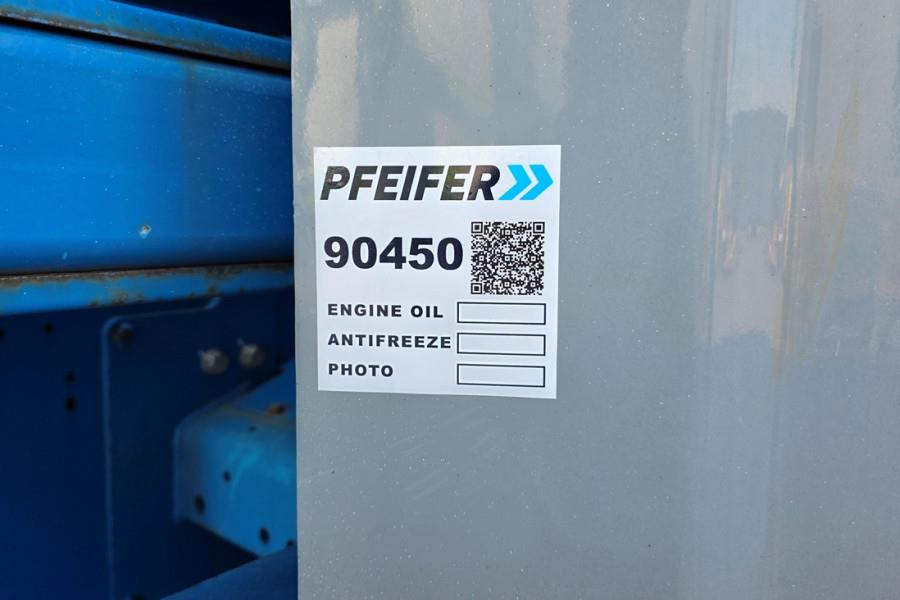 PFEIFER
90450
ENGINE OIL
ANTIFREEZE
PHOTO